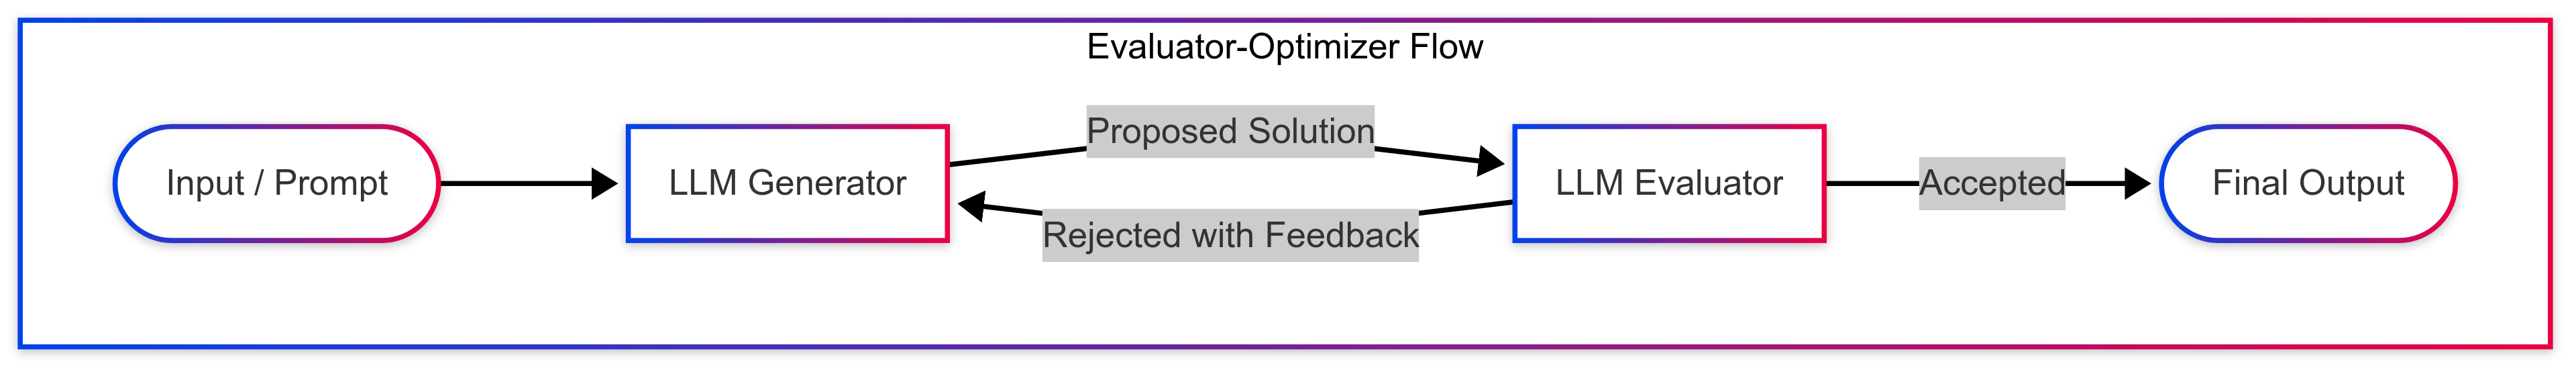 Evaluator-Optimizer Flow
Input / Prompt
LLM Generator
Proposed Solution
Rejected with Feedback
LLM Evaluator
Accepted
Final Output